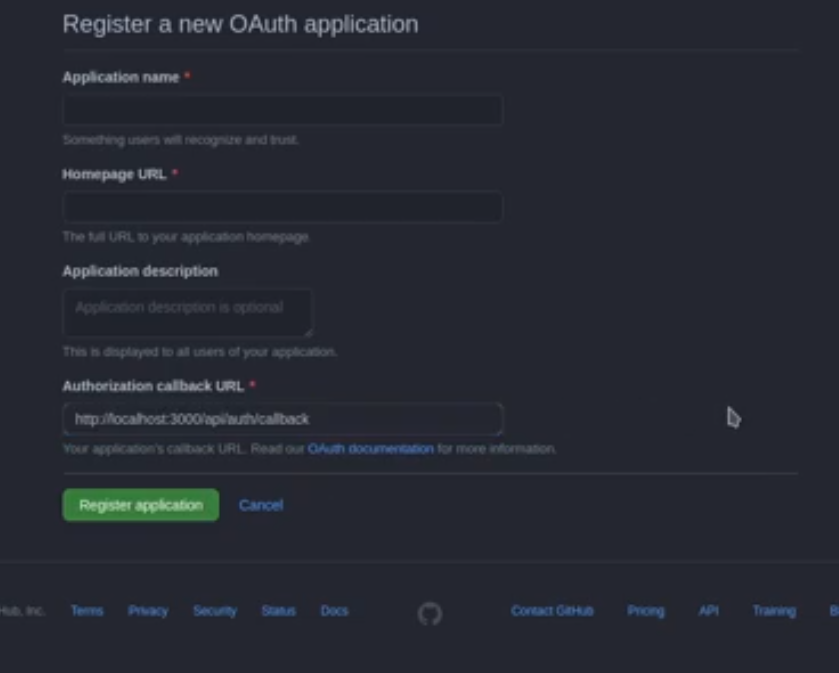 Register a new OAuth application
Application name *
Something users will recognize and trust.
Homepage URL *
The full URL to your application homepage.
Application description
Application description is optional
This is displayed to all users of your application.
Authorization callback URL *
http://localhost:3000/api/auth/callback
Your application's callback URL. Read our OAuth documentation for more information.
Register application Cancel
Hub, Inc. Terms Privacy Security Status Docs Contact GitHub Pricing API Training B